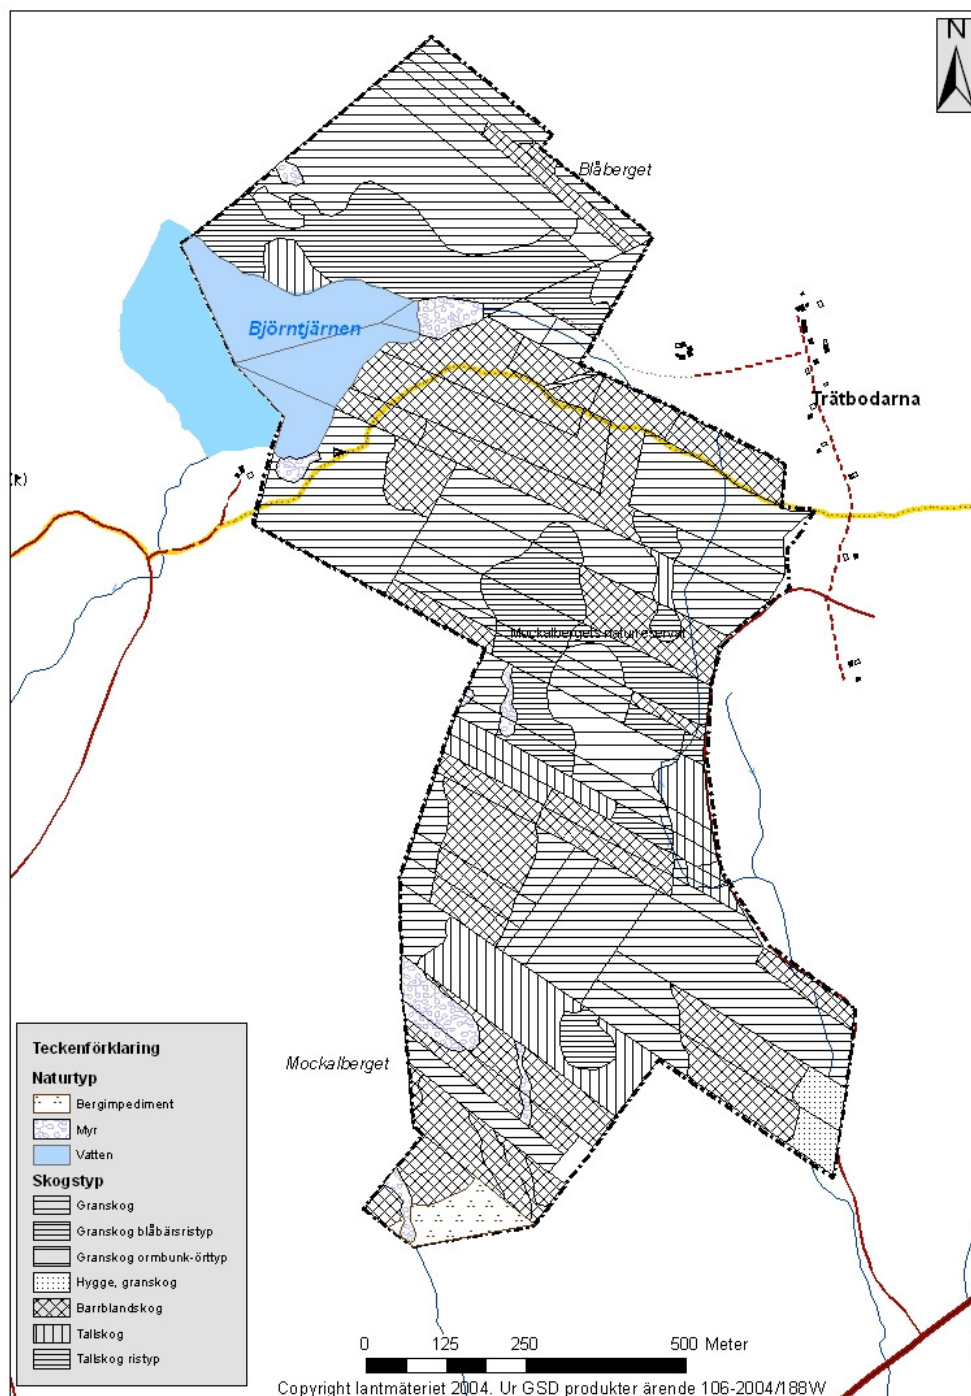 N
Blåberget
Björntjärnen
Trätbodarna
Mockalbergets naturreservat
Mockalberget
Teckenförklaring
Naturtyp
Bergimpediment
Myr
Vatten
Skogstyp
Granskog
Granskog blåbärsristyp
Granskog ormbunk-örttyp
Hygge, granskog
Barrblandskog
Tallskog
Tallskog ristyp
0 125 250 500 Meter
Copyright lantmäteriet 2004. Ur GSD produkter ärende 106-2004/188W